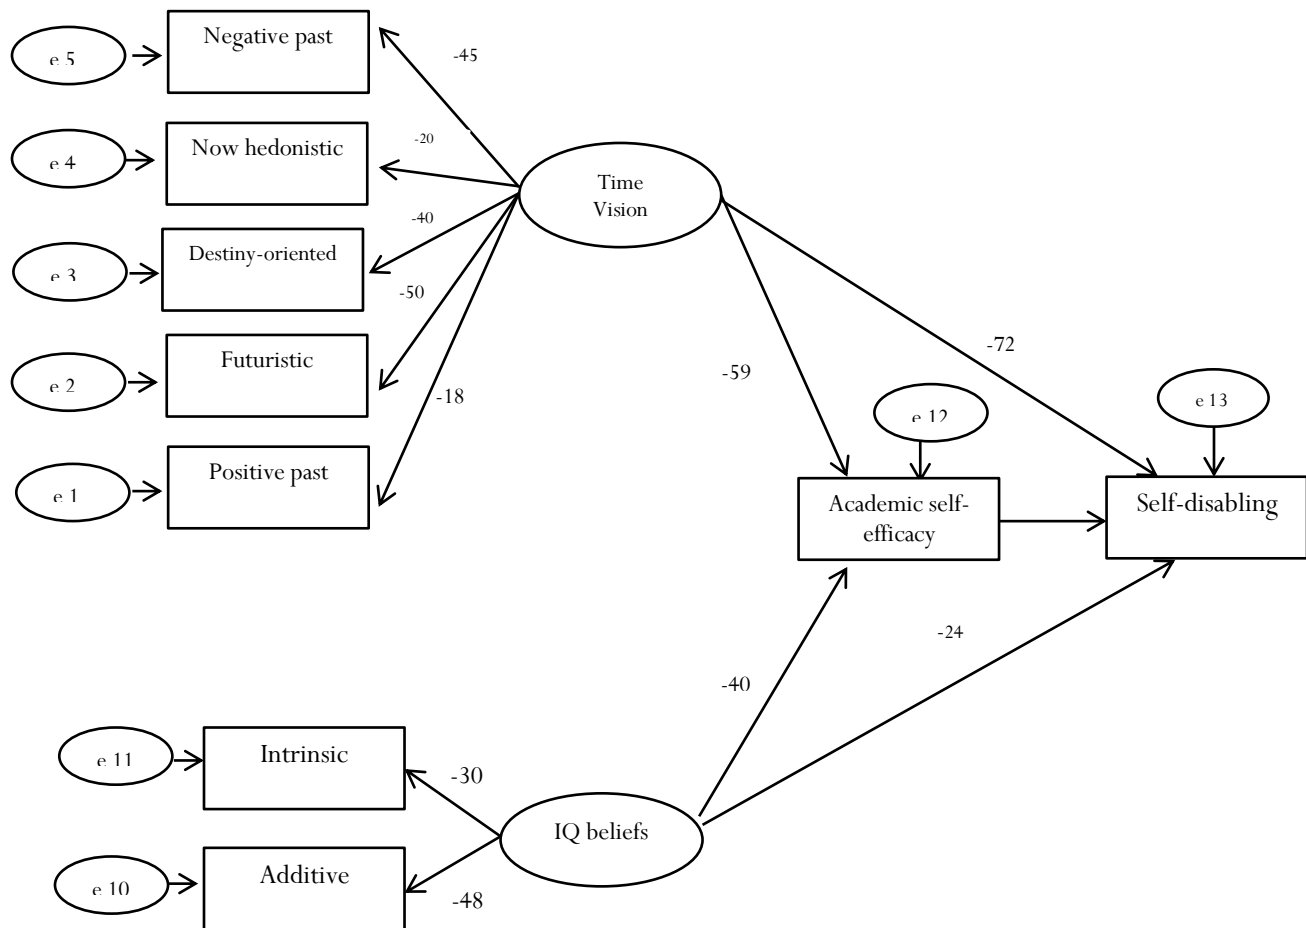 Negative past
e 5
-45
Now hedonistic
e 4
-20
Time
Vision
Destiny-oriented
e 3
-40
-50
Futuristic
e 2
-18
-59
-72
e 12
e 13
Positive past
e 1
Academic self-
efficacy
Self-disabling
-24
-40
Intrinsic
e 11
-30
IQ beliefs
Additive
e 10
-48